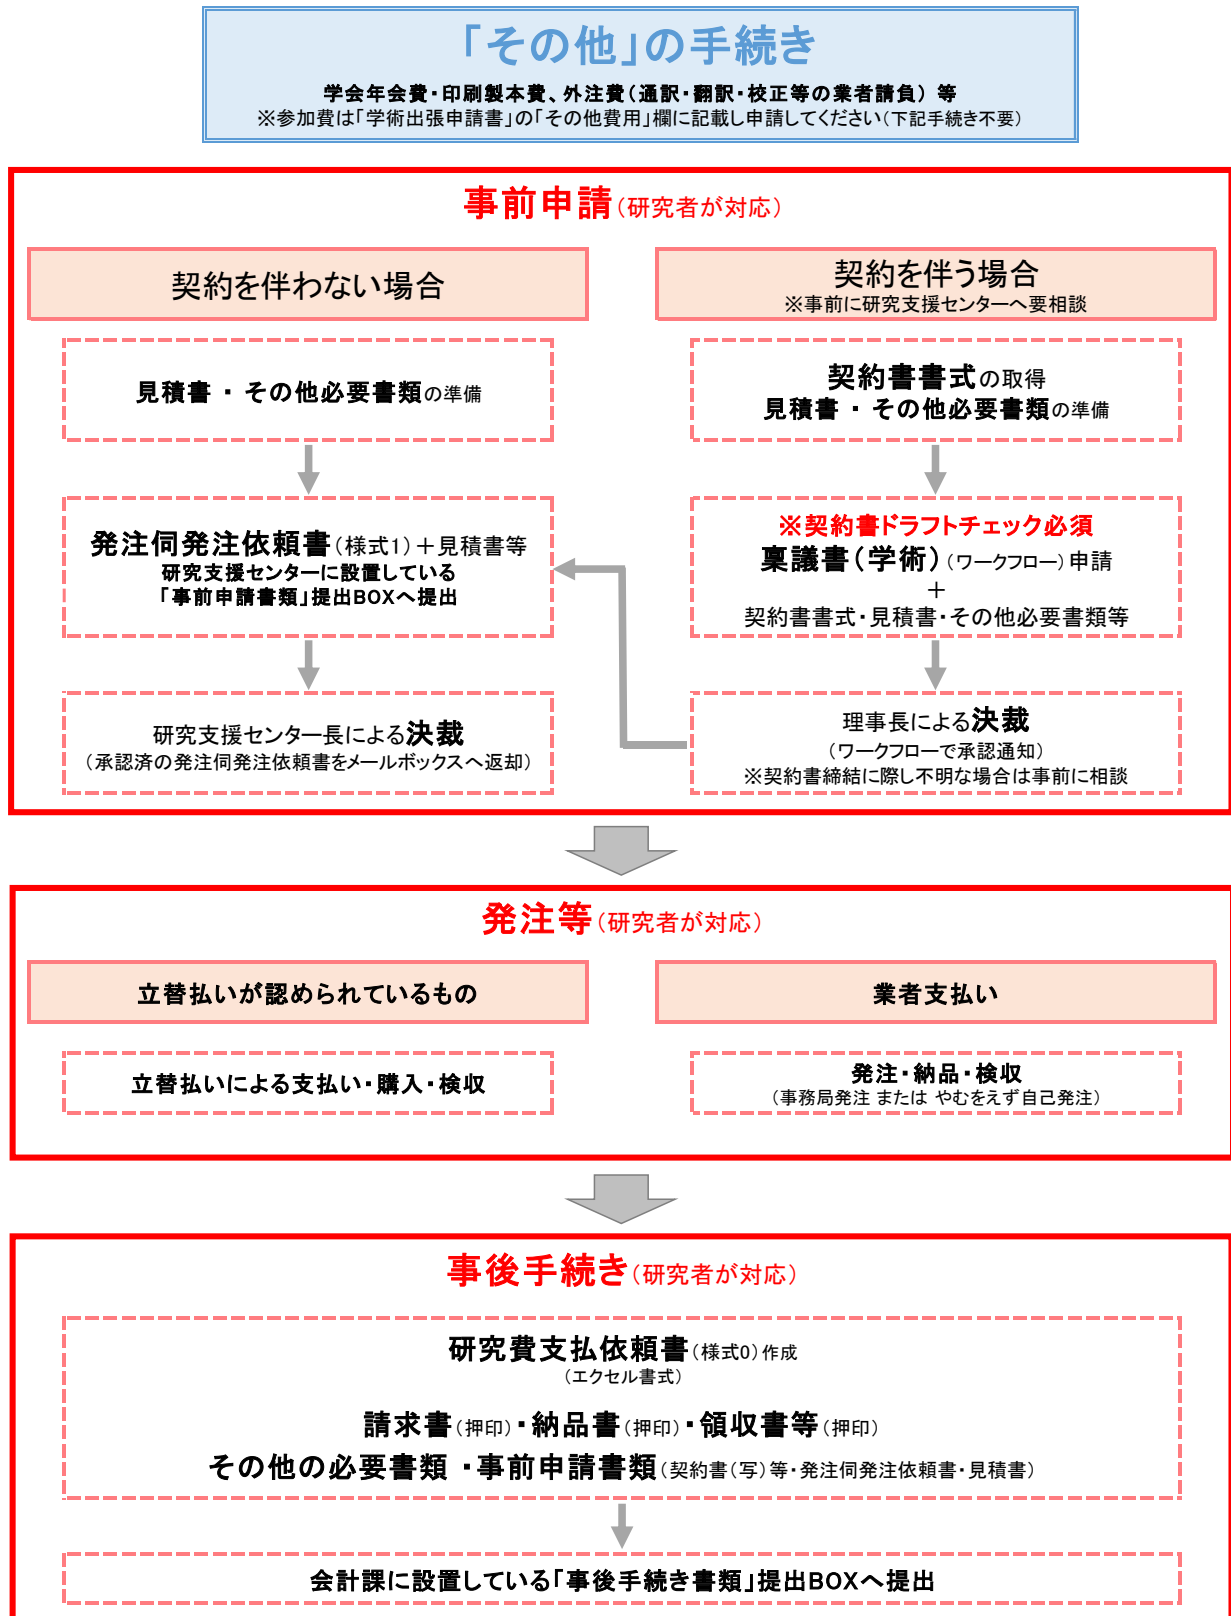 「その他」の手続き
学会年会費・印刷製本費、外注費（通訳・翻訳・校正等の業者請負） 等
※参加費は「学術出張申請書」の「その他費用」欄に記載し申請してください（下記手続き不要）
事前申請（研究者が対応）
契約を伴わない場合
見積書 ・ その他必要書類の準備
発注伺発注依頼書（様式1）＋見積書等
研究支援センターに設置している
「事前申請書類」提出BOXへ提出
研究支援センター長による決裁
（承認済の発注伺発注依頼書をメールボックスへ返却）
契約を伴う場合
※事前に研究支援センターへ要相談
契約書書式の取得
見積書 ・ その他必要書類の準備
※契約書ドラフトチェック必須
稟議書（学術）（ワークフロー）申請
＋
契約書書式・見積書・その他必要書類等
理事長による決裁
（ワークフローで承認通知）
※契約書締結に際し不明な場合は事前に相談
発注等（研究者が対応）
立替払いが認められているもの
立替払いによる支払い・購入・検収
業者支払い
発注・納品・検収
（事務局発注 または やむをえず自己発注）
事後手続き（研究者が対応）
研究費支払依頼書（様式0）作成
（エクセル書式）
請求書（押印）・納品書（押印）・領収書等（押印）
その他の必要書類 ・事前申請書類（契約書（写）等・発注伺発注依頼書・見積書）
会計課に設置している「事後手続き書類」提出BOXへ提出